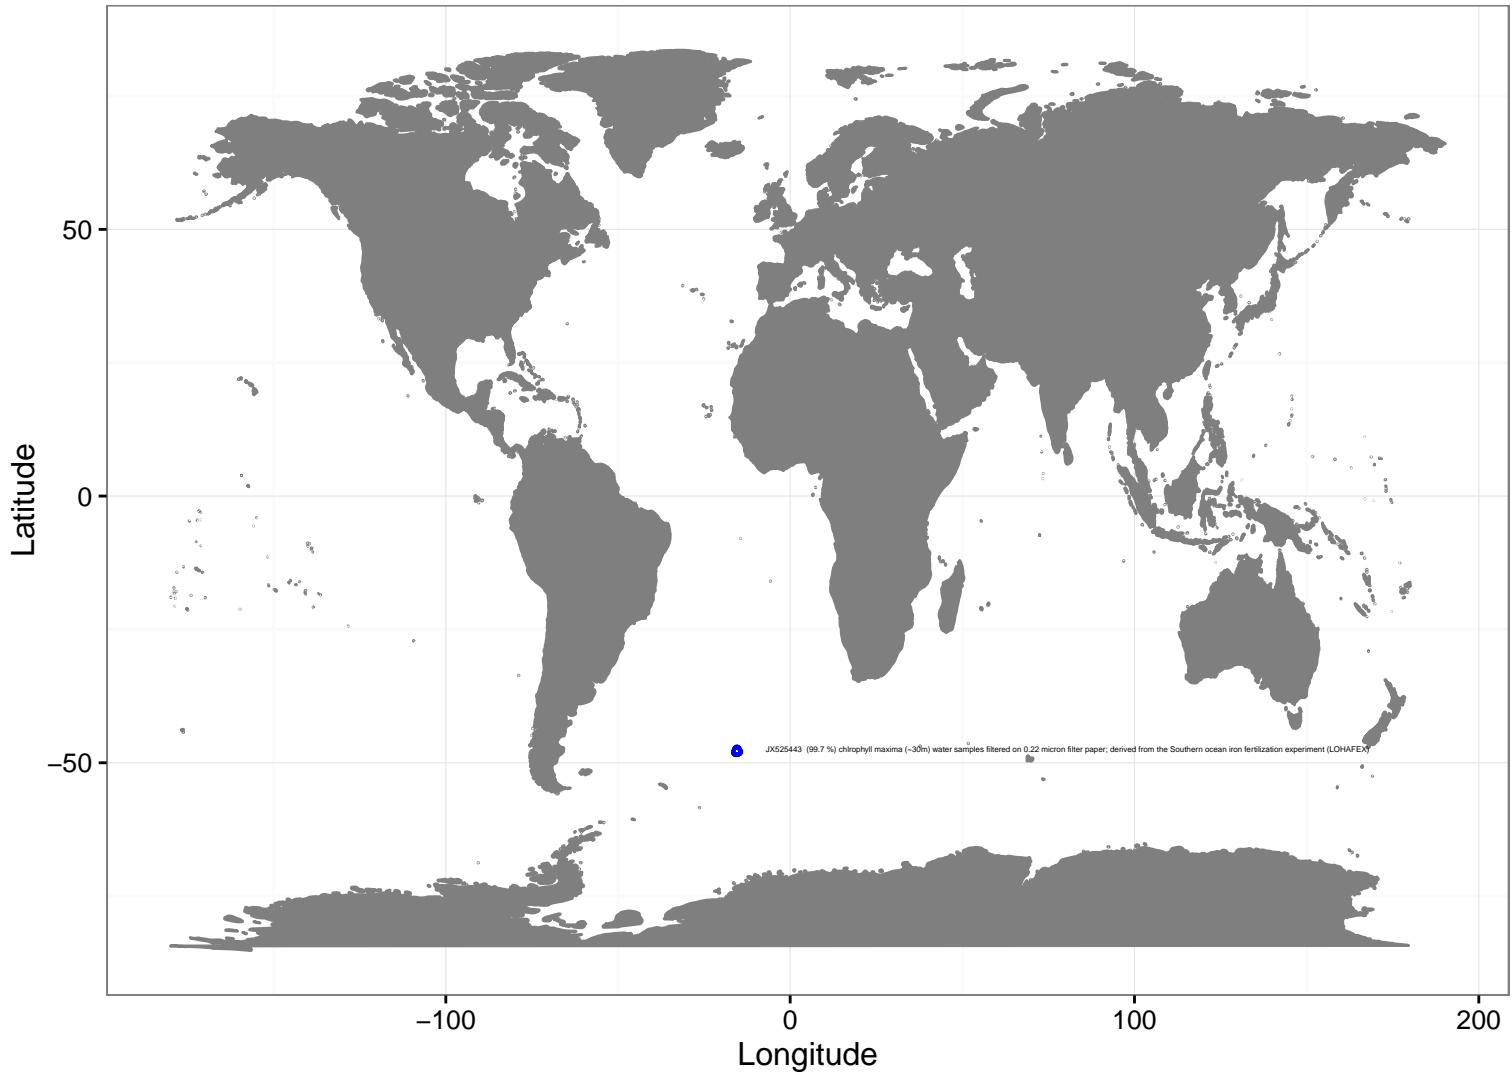 50
0
−50
Latitude
JX525443 (99.7 %) chlrophyll maxima (~30m) water samples filtered on 0.22 micron filter paper; derived from the Southern ocean iron fertilization experiment (LOHAFEX)
−100
0
100
200
Longitude